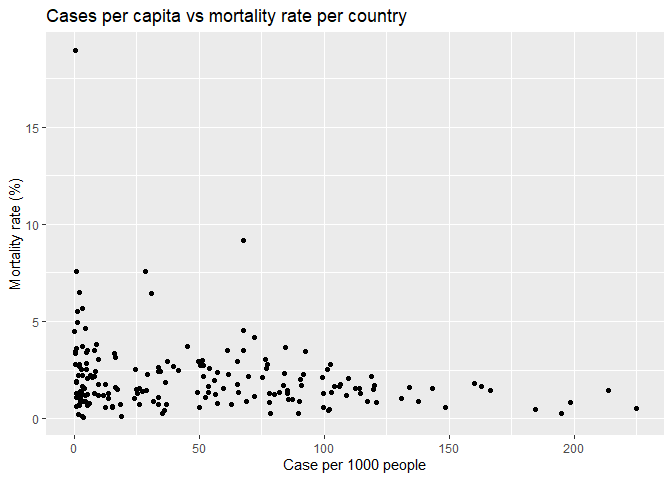 Cases per capita vs mortality rate per country
Mortality rate (%)
15
10
5
0
0 50 100 150 200
Case per 1000 people